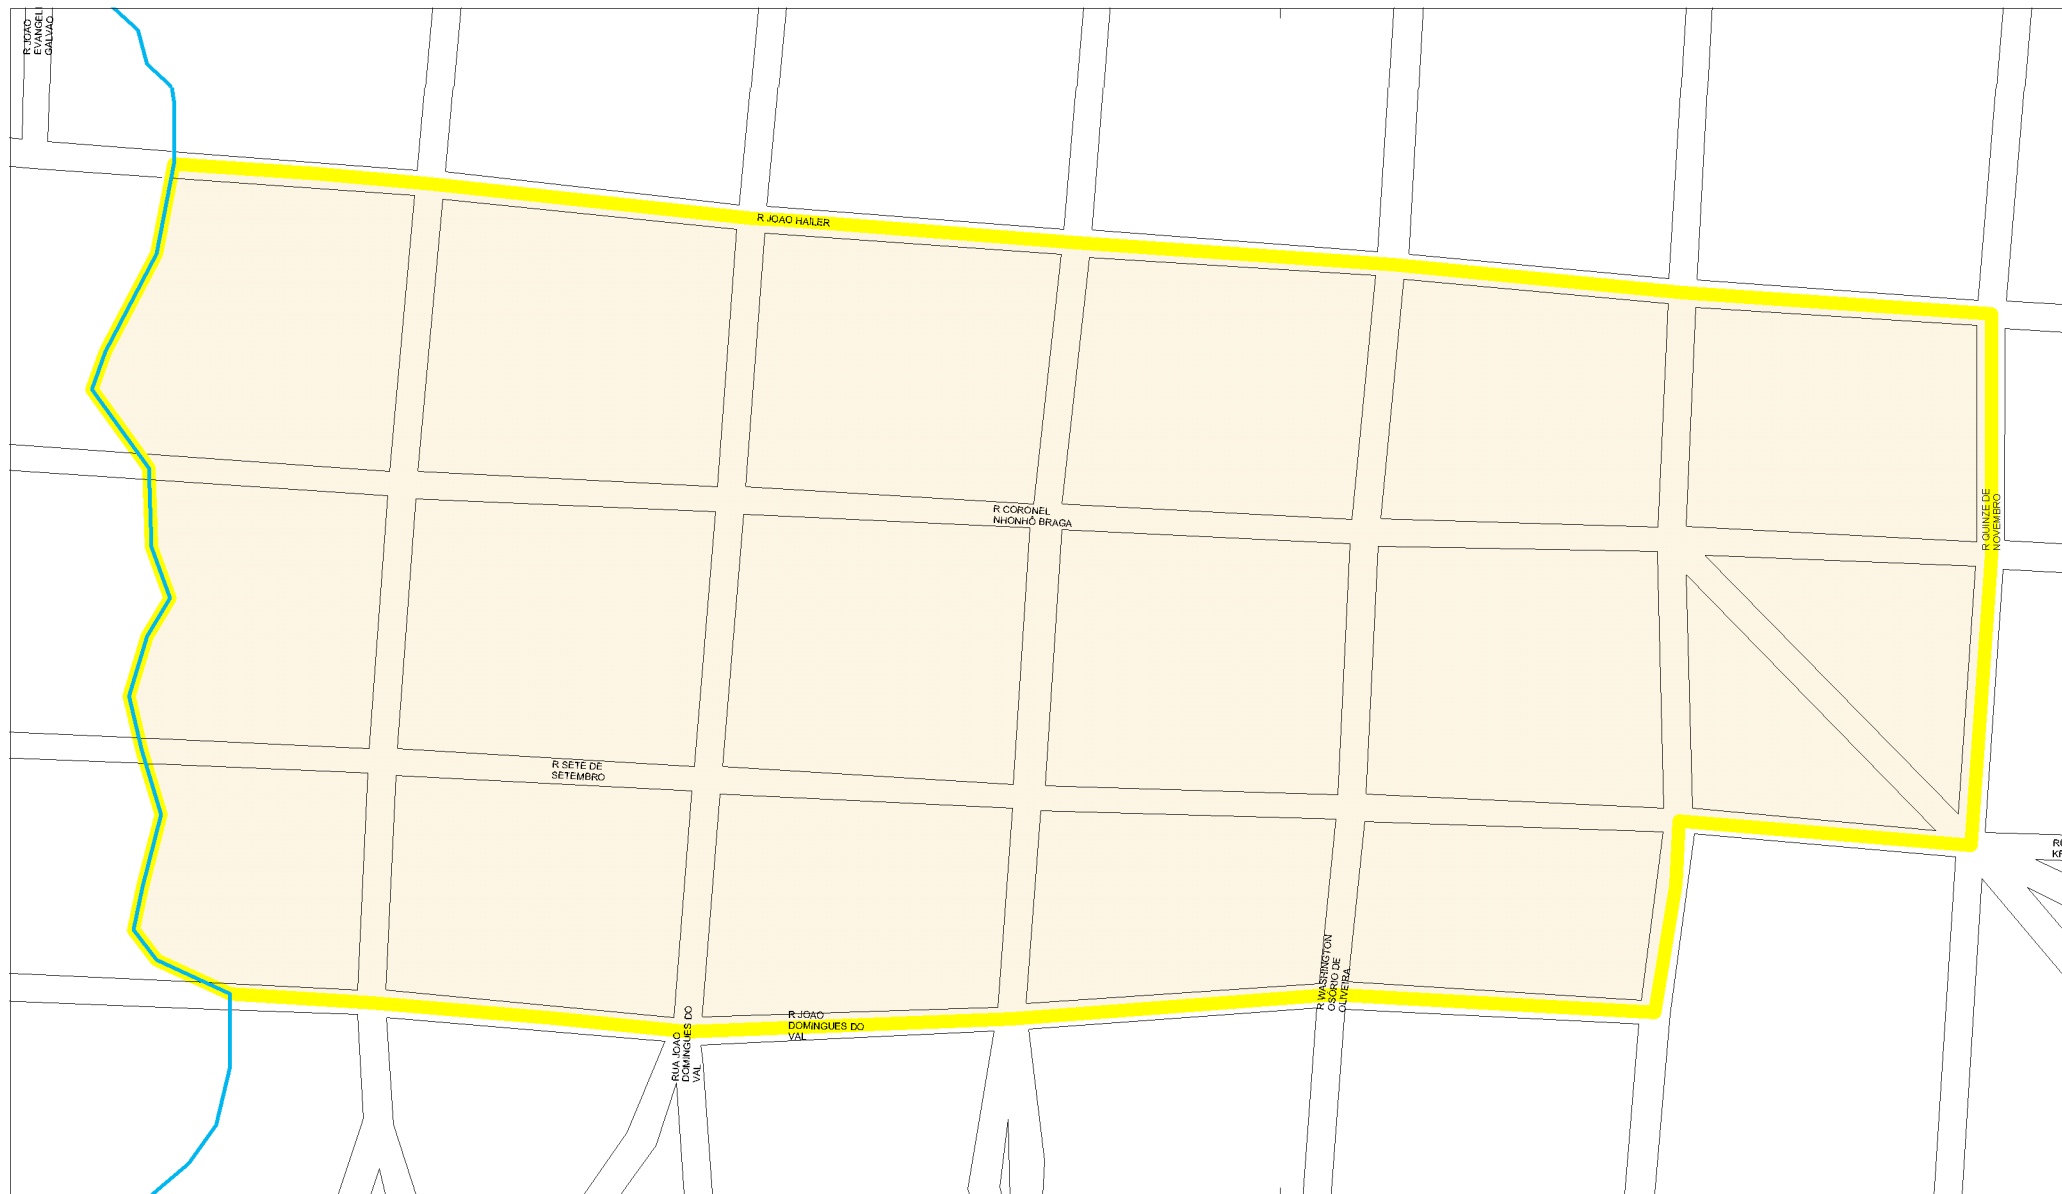 R JOAO
EVANGELI
GALVAO
R JOAO HAILER
R CORONEL
NHONHÔ BRAGA
R QUINZE DE
NOVEMBRO
R SETE DE
SETEMBRO
R WASHINGTON
OSÓRIO DE
OLIVEIRA
R JOAO
DOMINGUES DO
VAL
RUA JOAO
DOMINGUES DO
VAL